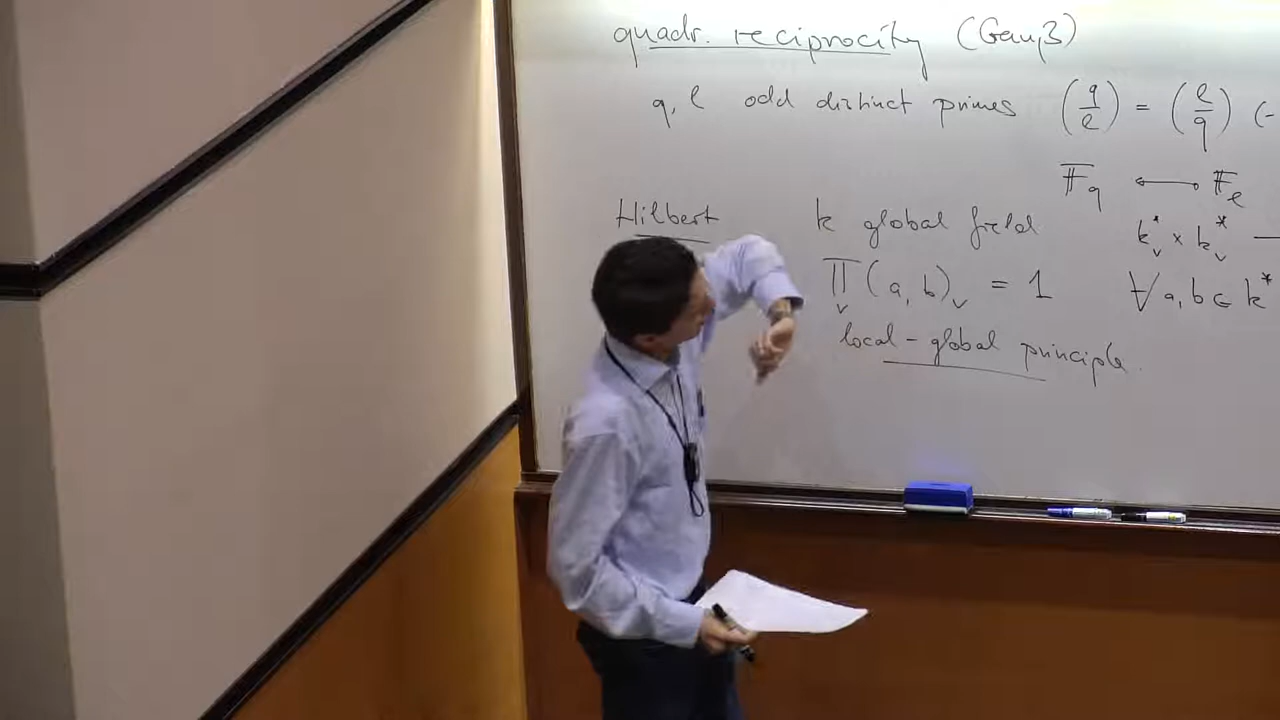 quadr. reciprocity (Gauß)
q, ℓ odd distinct primes (q/ℓ) = (ℓ/q) (-
𝔽_q ⟷ 𝔽_ℓ
Hilbert k global field k_v^* × k_v^* —
∏_v (a, b)_v = 1 ∀ a, b ∈ k^*
local-global principle.